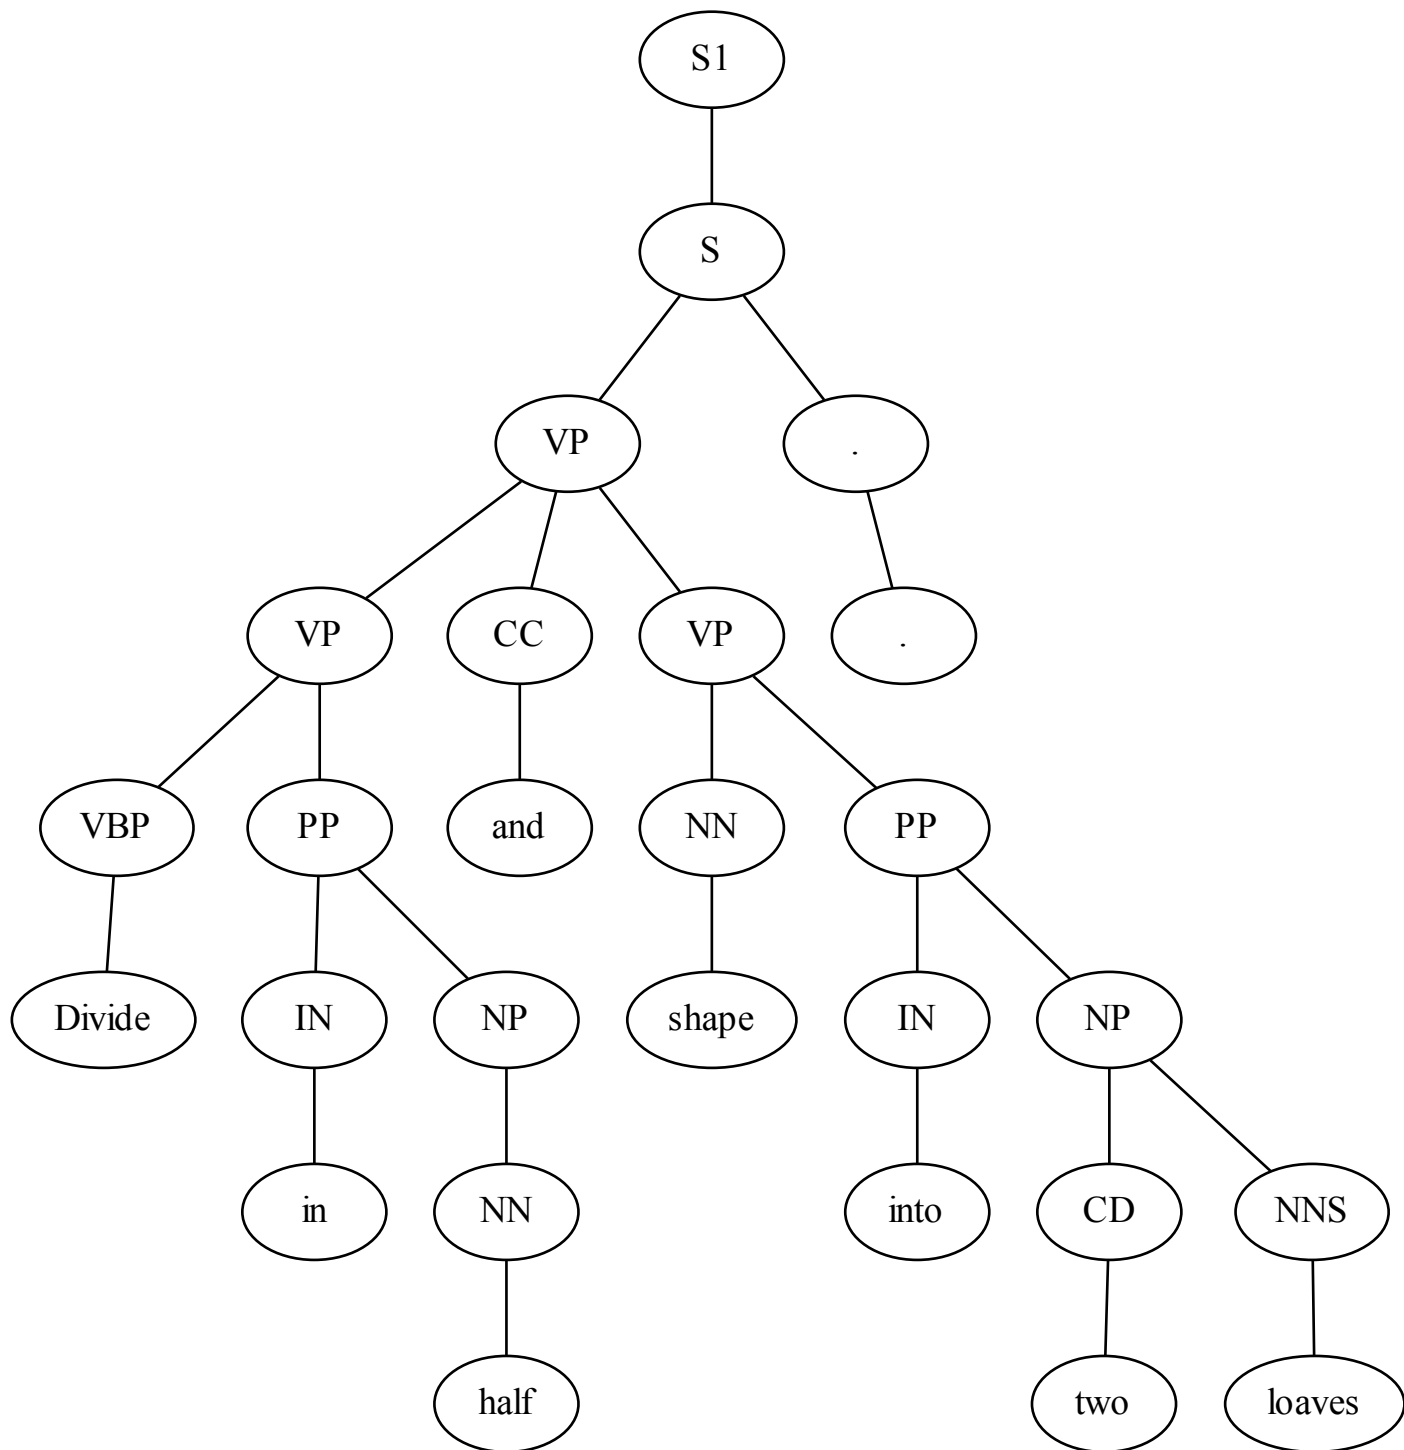 S1
S
VP .
VP CC VP .
VBP PP and NN PP
Divide IN NP shape IN NP
in NN into CD NNS
half two loaves